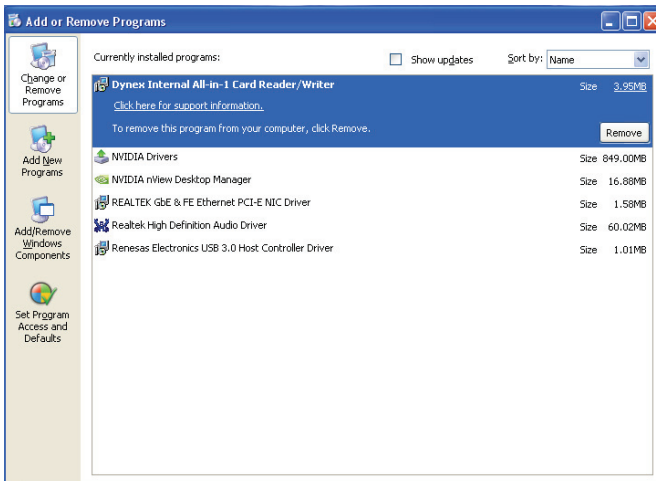 Add or Remove Programs
Change or
Remove
Programs
Add New
Programs
Add/Remove
Windows
Components
Set Program
Access and
Defaults
Currently installed programs:
Show updates
Sort by: Name
Dynex Internal All-in-1 Card Reader/Writer Size 3.95MB
Click here for support information.
To remove this program from your computer, click Remove.
Remove
NVIDIA Drivers Size 849.00MB
NVIDIA nView Desktop Manager Size 16.88MB
REALTEK GbE & FE Ethernet PCI-E NIC Driver Size 1.58MB
Realtek High Definition Audio Driver Size 60.02MB
Renesas Electronics USB 3.0 Host Controller Driver Size 1.01MB